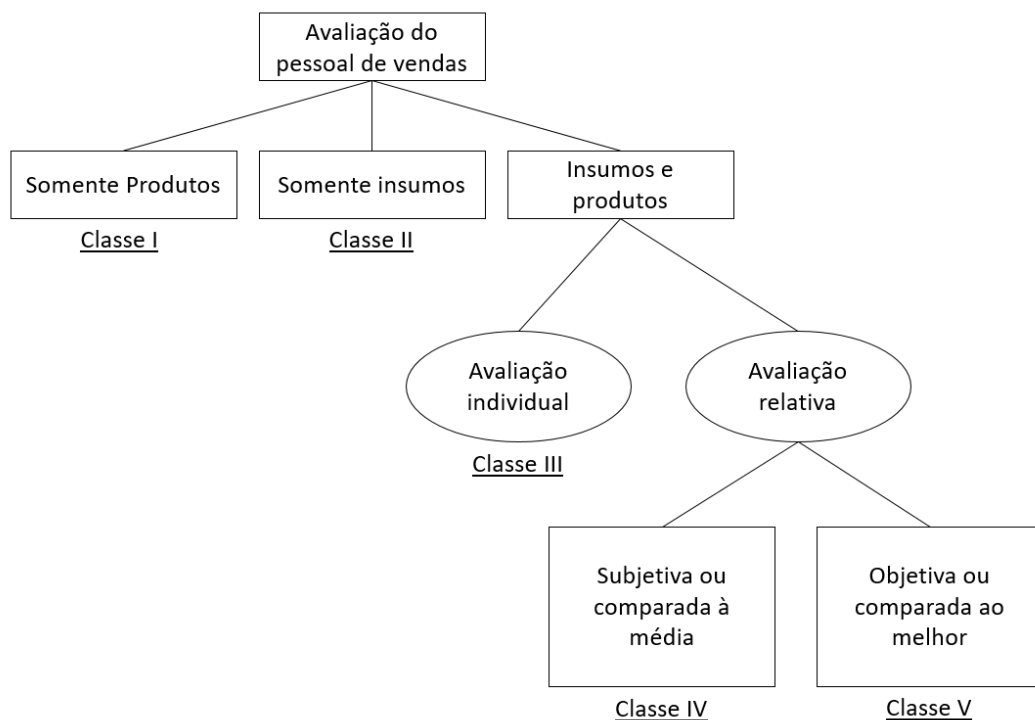 Avaliação do
pessoal de vendas
Somente Produtos
Somente insumos
Insumos e
produtos
Classe I
Classe II
Avaliação
individual
Avaliação
relativa
Classe III
Subjetiva ou
comparada à
média
Objetiva ou
comparada ao
melhor
Classe IV
Classe V